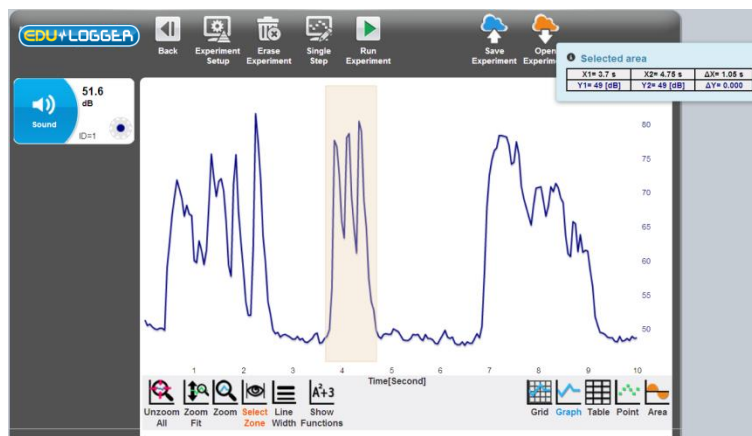 EDU LOGGER
Back
Experiment Setup
Erase Experiment
Single Step
Run Experiment
Save Experiment
Open
Experim
Selected area
X1= 3.7 s X2= 4.75 s ΔX= 1.05 s
Y1= 49 [dB] Y2= 49 [dB] ΔY= 0.000
51.6
dB
Sound
ID=1
80
75
70
65
60
55
50
1 2 3 4 5 6 7 8 9 10
Time[Second]
Unzoom All
Zoom Fit
Zoom
Select Zone
Line Width
A²+3
Show Functions
Grid
Graph
Table
Point
Area